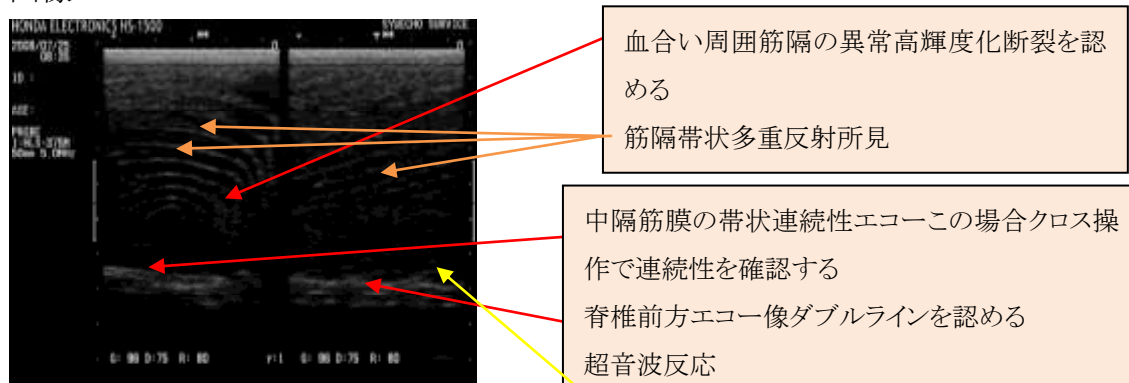 HONDA ELECTRONICS HS-1500
SYSECHO SERVICE
ID :
AGE:
PROBE
50mm 5.0MHz
G: 96 D:75 R: 80
r:1 G: 96 D:75 R: 80
血合い周囲筋隔の異常高輝度化断裂を認
める
筋隔帯状多重反射所見
中隔筋膜の帯状連続性エコーこの場合クロス操
作で連続性を確認する
脊椎前方エコー像ダブルラインを認める
超音波反応